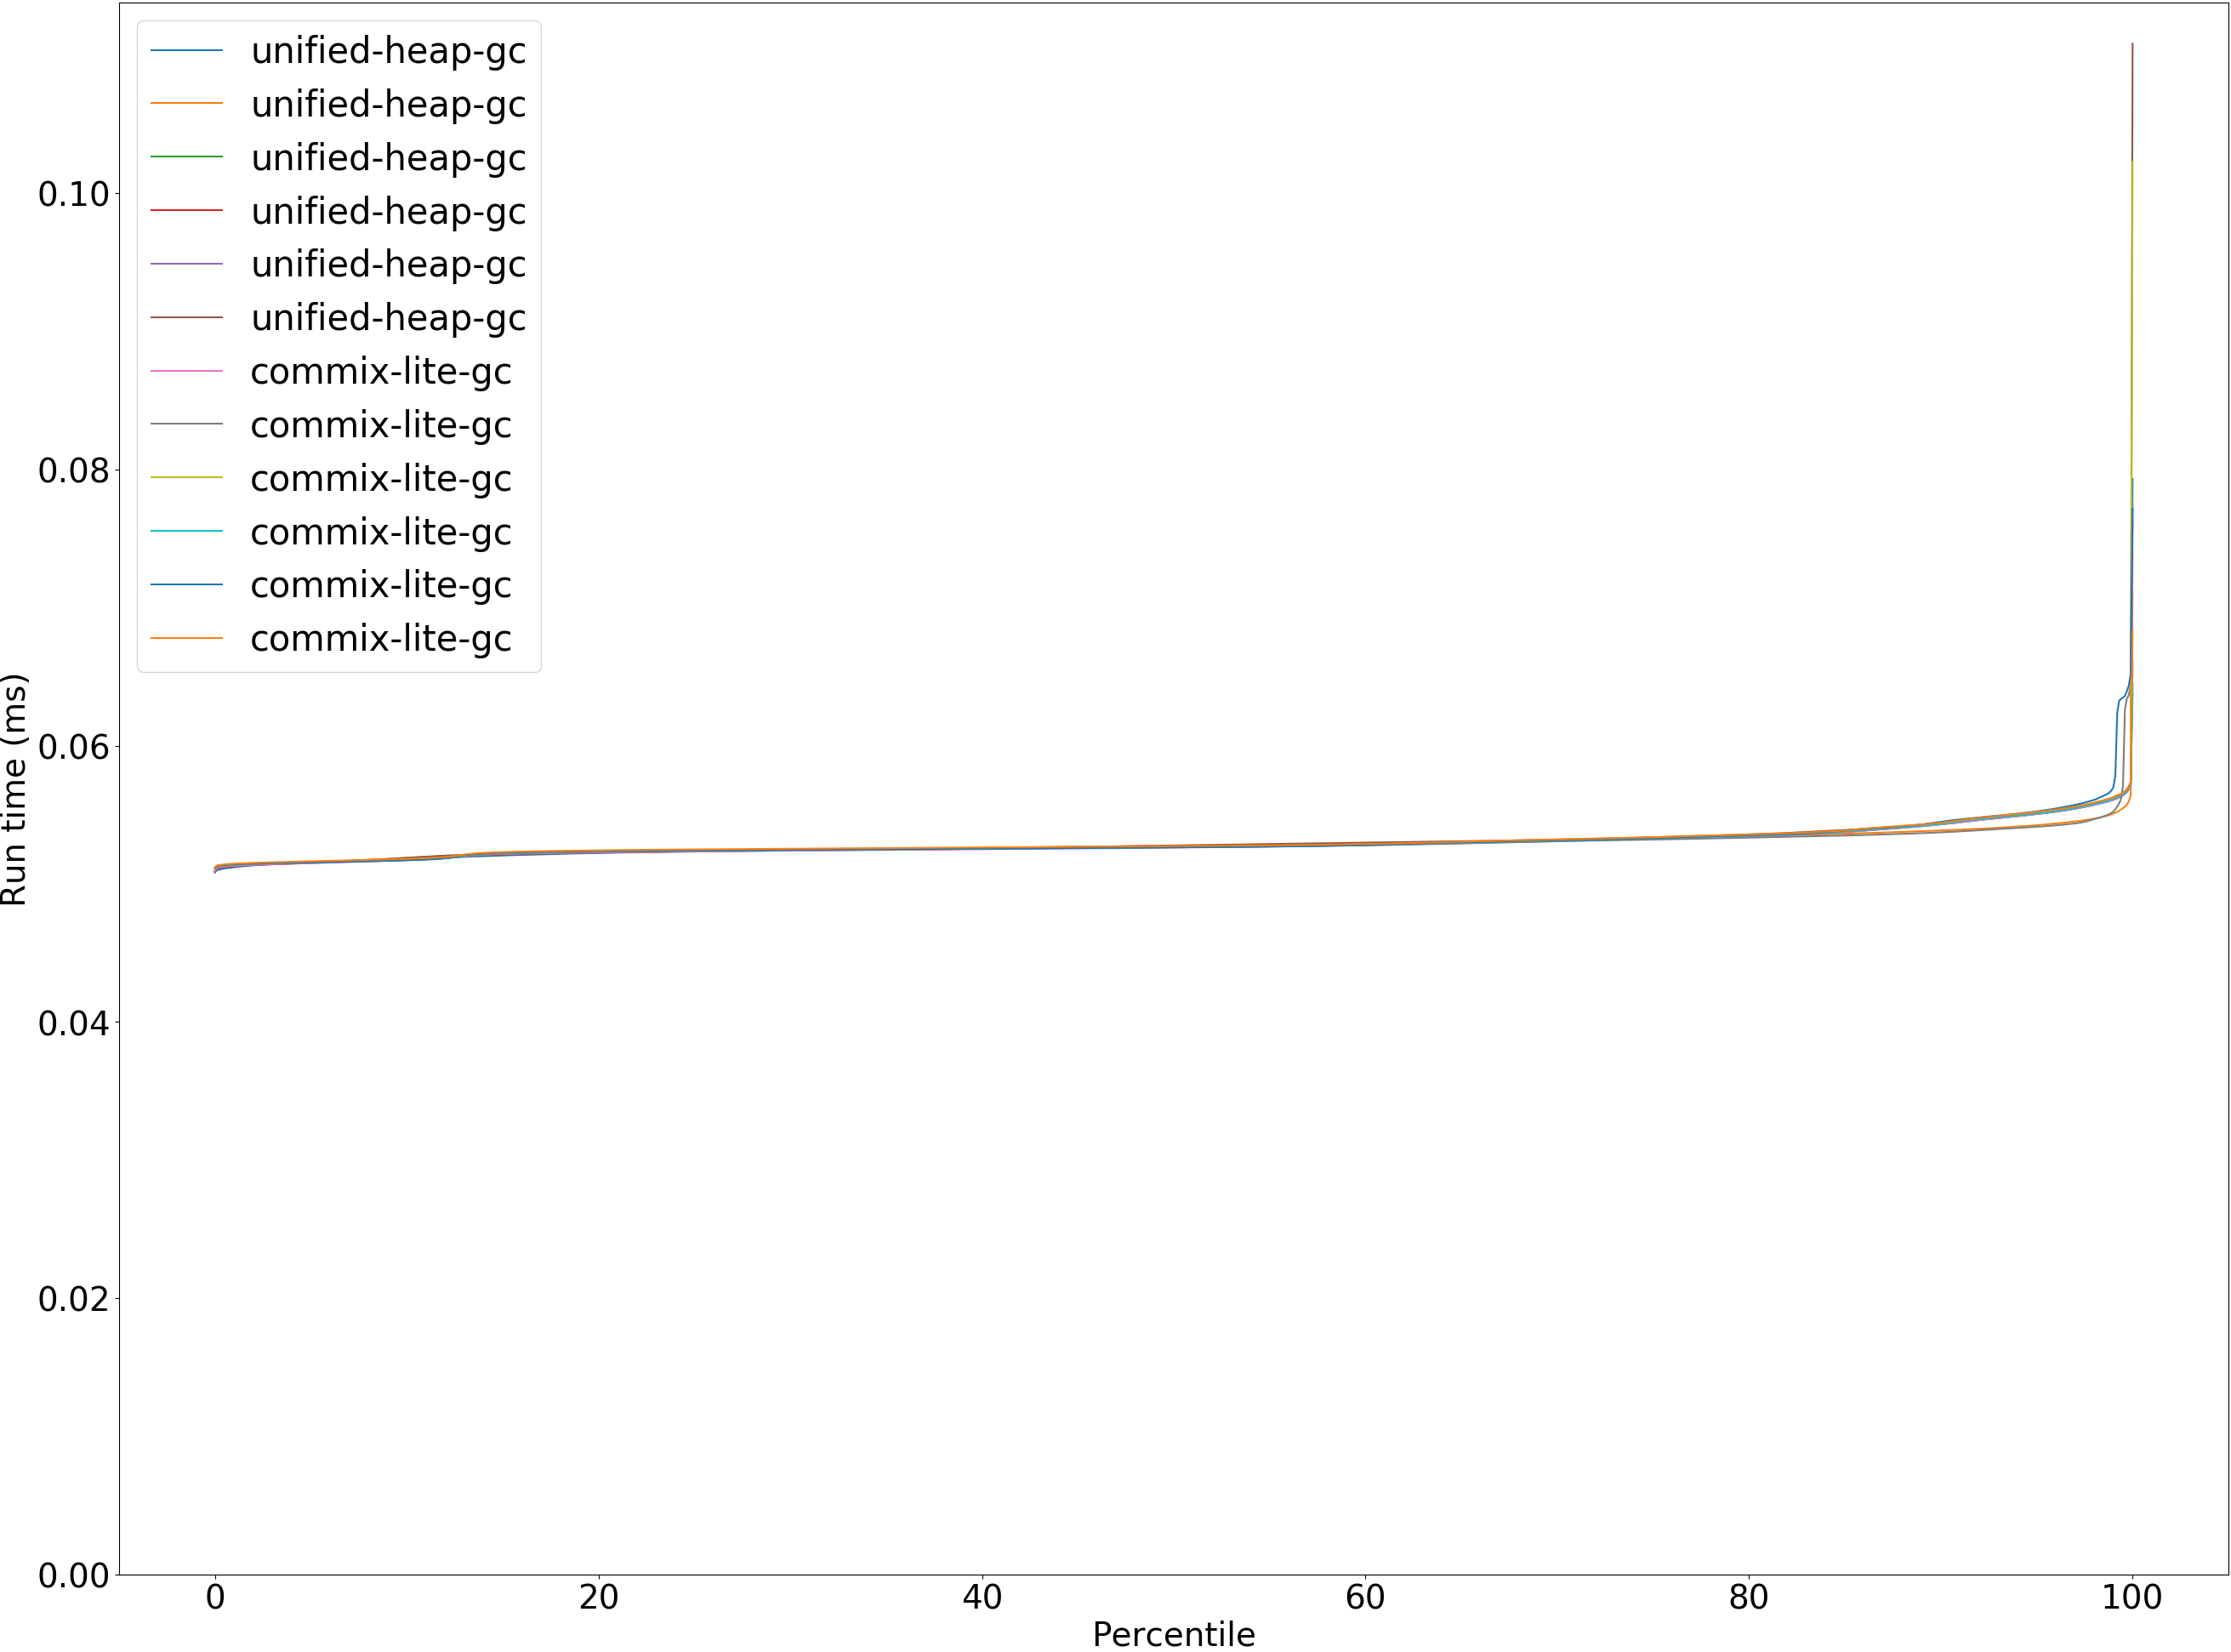 unified-heap-gc
unified-heap-gc
unified-heap-gc
unified-heap-gc
unified-heap-gc
unified-heap-gc
commix-lite-gc
commix-lite-gc
commix-lite-gc
commix-lite-gc
commix-lite-gc
commix-lite-gc
0.10
0.08
0.06
0.04
0.02
0.00
Run time (ms)
0 20 40 60 80 100
Percentile